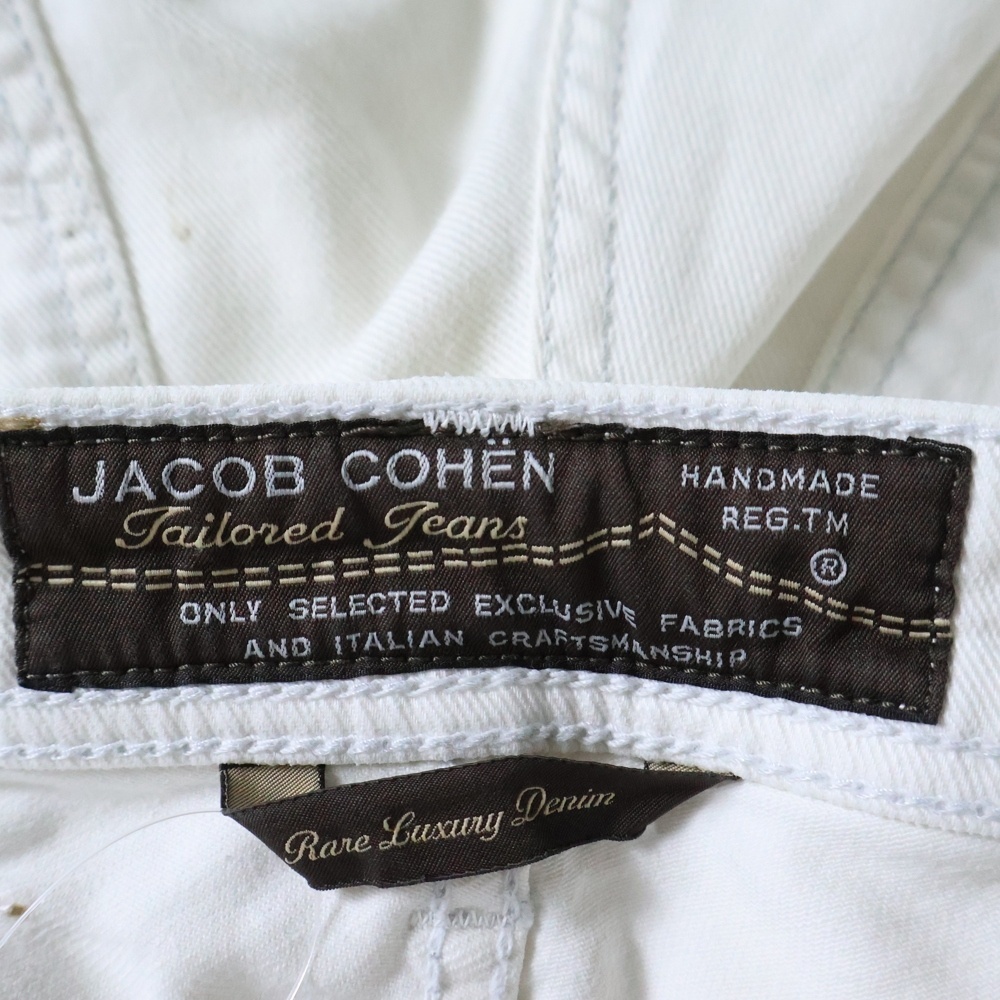 JACOB COHËN
Tailored Jeans
HANDMADE
REG.TM
®
ONLY SELECTED EXCLUSIVE FABRICS
AND ITALIAN CRAFTSMANSHIP
Rare Luxury Denim